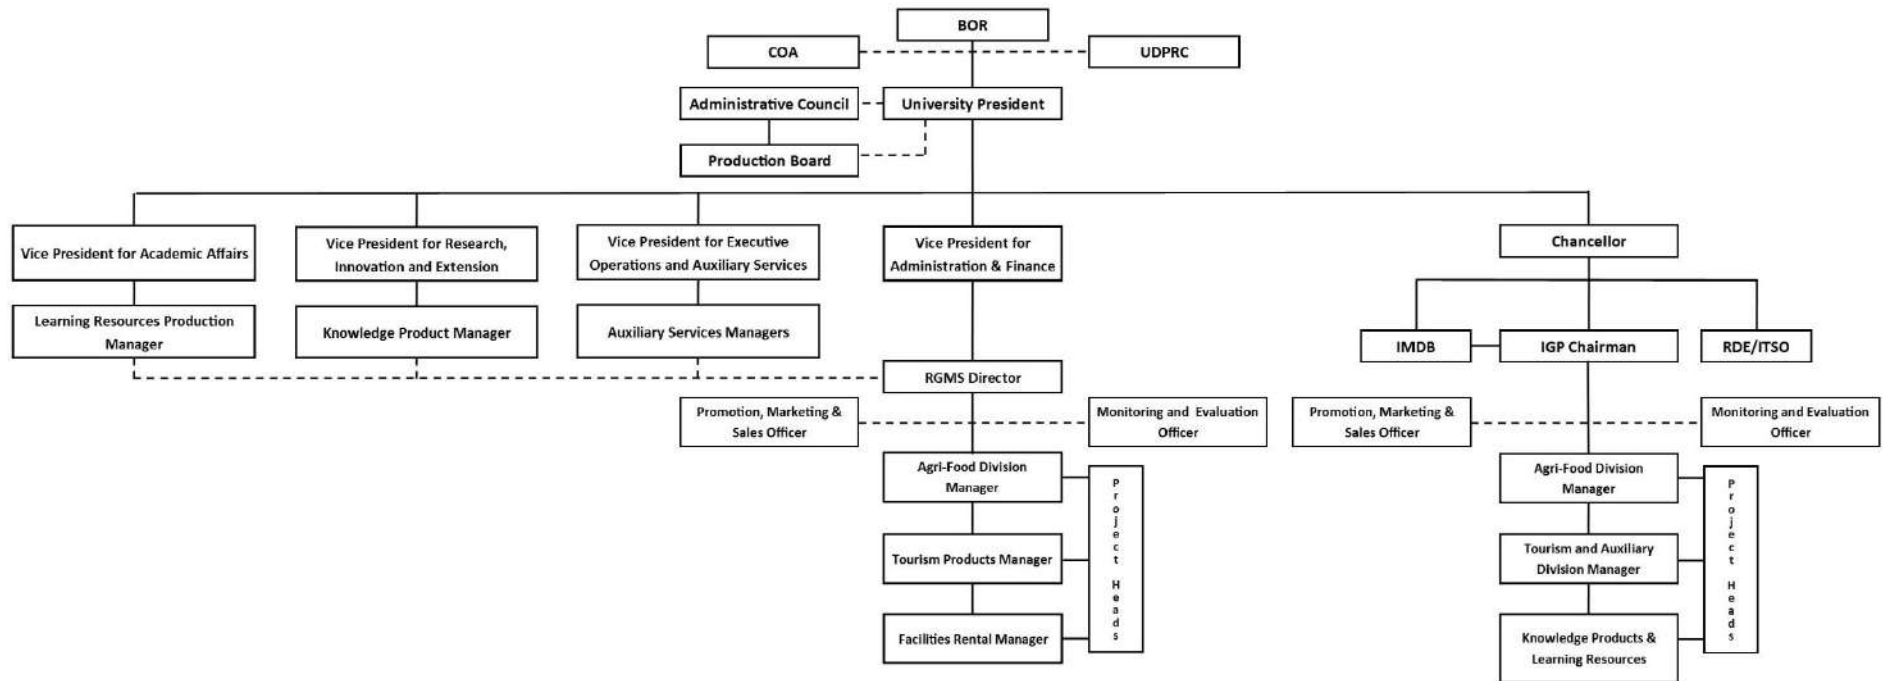 BOR
COA
UDPRC
Administrative Council
University President
Production Board
Vice President for Academic Affairs
Vice President for Research,
Innovation and Extension
Vice President for Executive
Operations and Auxiliary Services
Vice President for
Administration & Finance
Chancellor
Learning Resources Production
Manager
Knowledge Product Manager
Auxiliary Services Managers
IMDB
IGP Chairman
RDE/ITSO
RGMS Director
Promotion, Marketing &
Sales Officer
Monitoring and Evaluation
Officer
Promotion, Marketing &
Sales Officer
Monitoring and Evaluation
Officer
Agri-Food Division
Manager
Tourism Products Manager
Facilities Rental Manager
Project Heads
Agri-Food Division
Manager
Tourism and Auxiliary
Division Manager
Knowledge Products &
Learning Resources
Project Heads